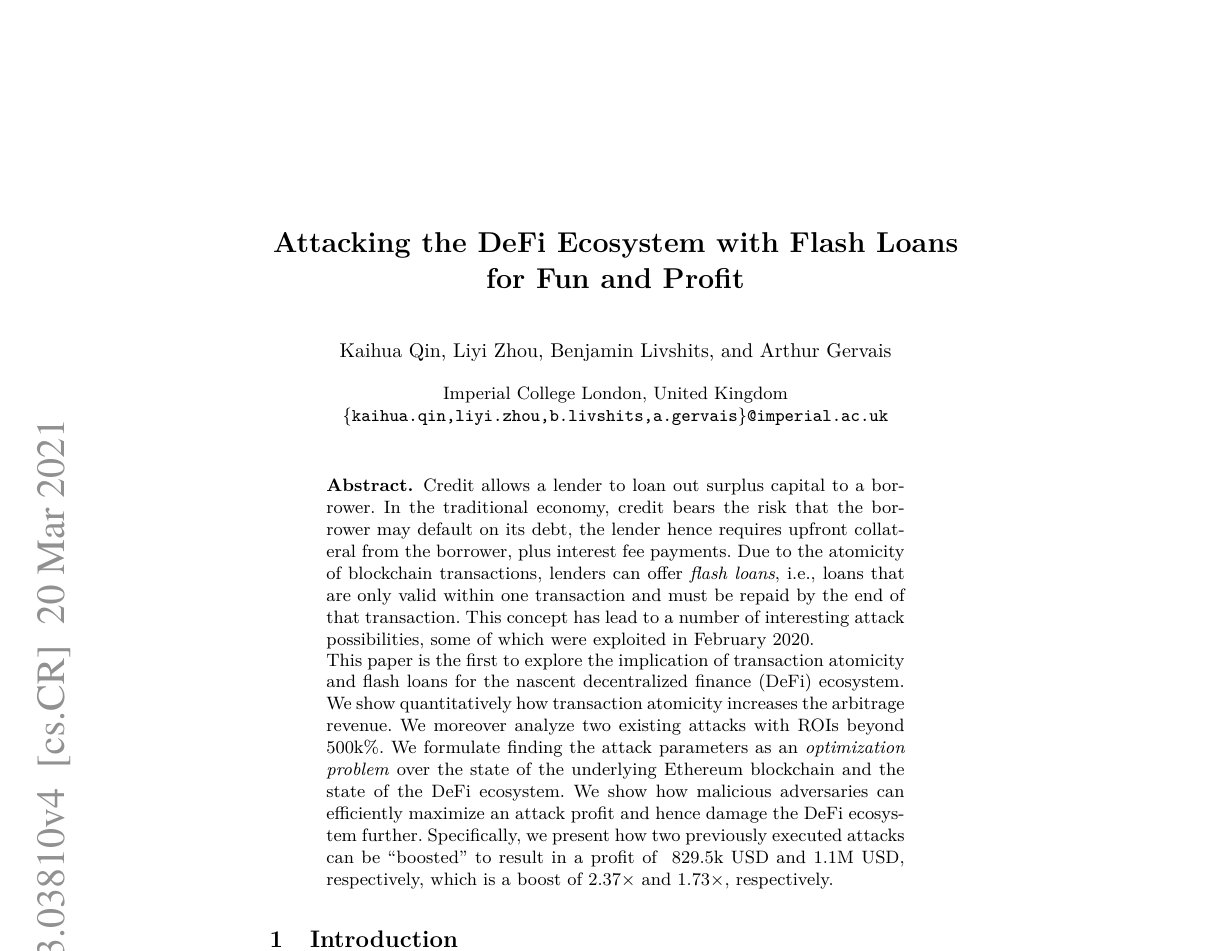 Attacking the DeFi Ecosystem with Flash Loans
for Fun and Profit
Kaihua Qin, Liyi Zhou, Benjamin Livshits, and Arthur Gervais
Imperial College London, United Kingdom
{kaihua.qin,liyi.zhou,b.livshits,a.gervais}@imperial.ac.uk
Abstract. Credit allows a lender to loan out surplus capital to a bor-
rower. In the traditional economy, credit bears the risk that the bor-
rower may default on its debt, the lender hence requires upfront collat-
eral from the borrower, plus interest fee payments. Due to the atomicity
of blockchain transactions, lenders can offer flash loans, i.e., loans that
are only valid within one transaction and must be repaid by the end of
that transaction. This concept has lead to a number of interesting attack
possibilities, some of which were exploited in February 2020.
This paper is the first to explore the implication of transaction atomicity
and flash loans for the nascent decentralized finance (DeFi) ecosystem.
We show quantitatively how transaction atomicity increases the arbitrage
revenue. We moreover analyze two existing attacks with ROIs beyond
500k%. We formulate finding the attack parameters as an optimization
problem over the state of the underlying Ethereum blockchain and the
state of the DeFi ecosystem. We show how malicious adversaries can
efficiently maximize an attack profit and hence damage the DeFi ecosys-
tem further. Specifically, we present how two previously executed attacks
can be “boosted” to result in a profit of 829.5k USD and 1.1M USD,
respectively, which is a boost of 2.37× and 1.73×, respectively.
1 Introduction
3.03810v4 [cs.CR] 20 Mar 2021